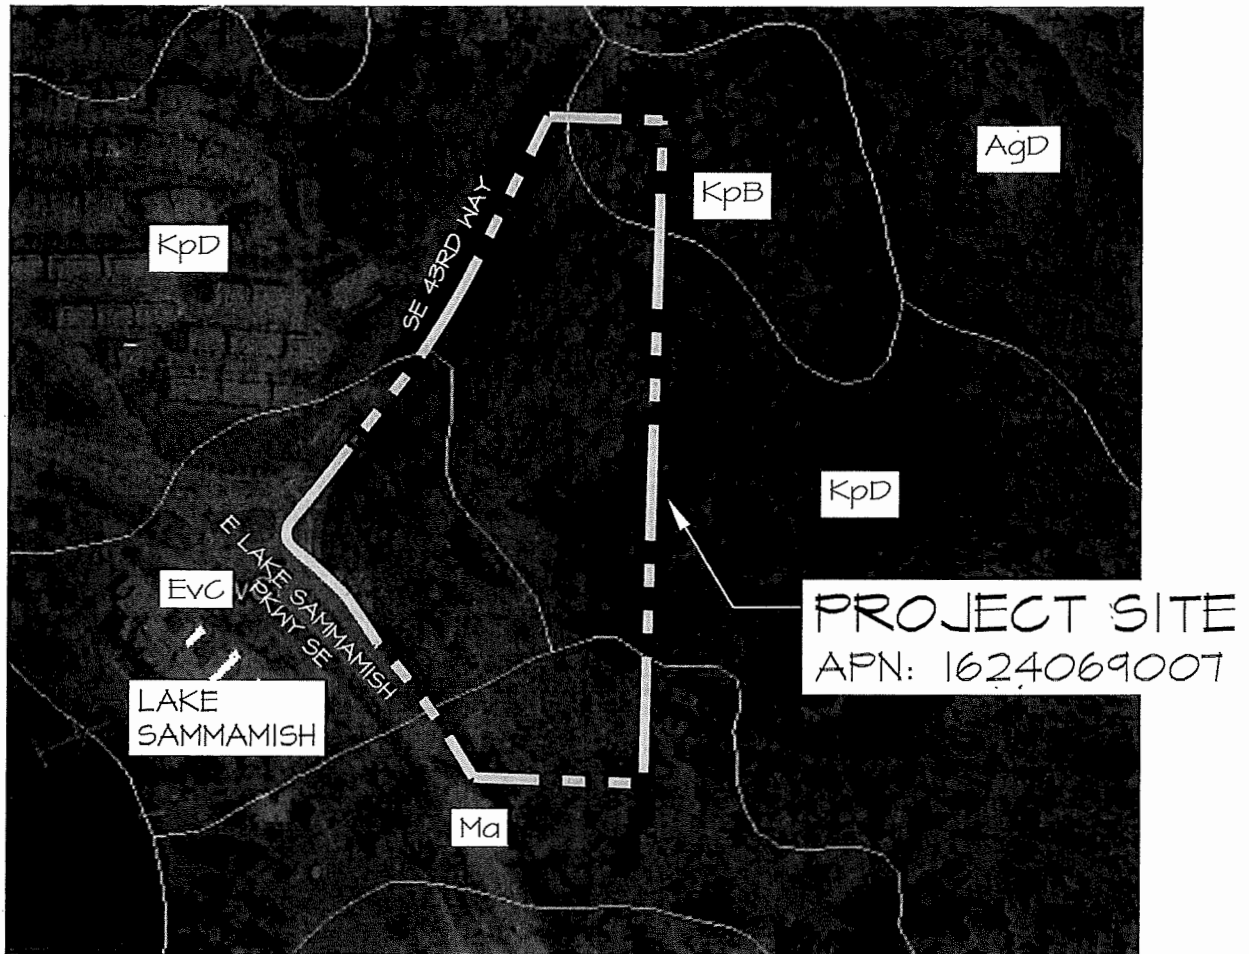 AgD
KpB
KpD
SE 43RD WAY
KpD
E LAKE SAMMAMISH
PKWY SE
EvC
PROJECT SITE
APN: 1624069007
LAKE
SAMMAMISH
Ma